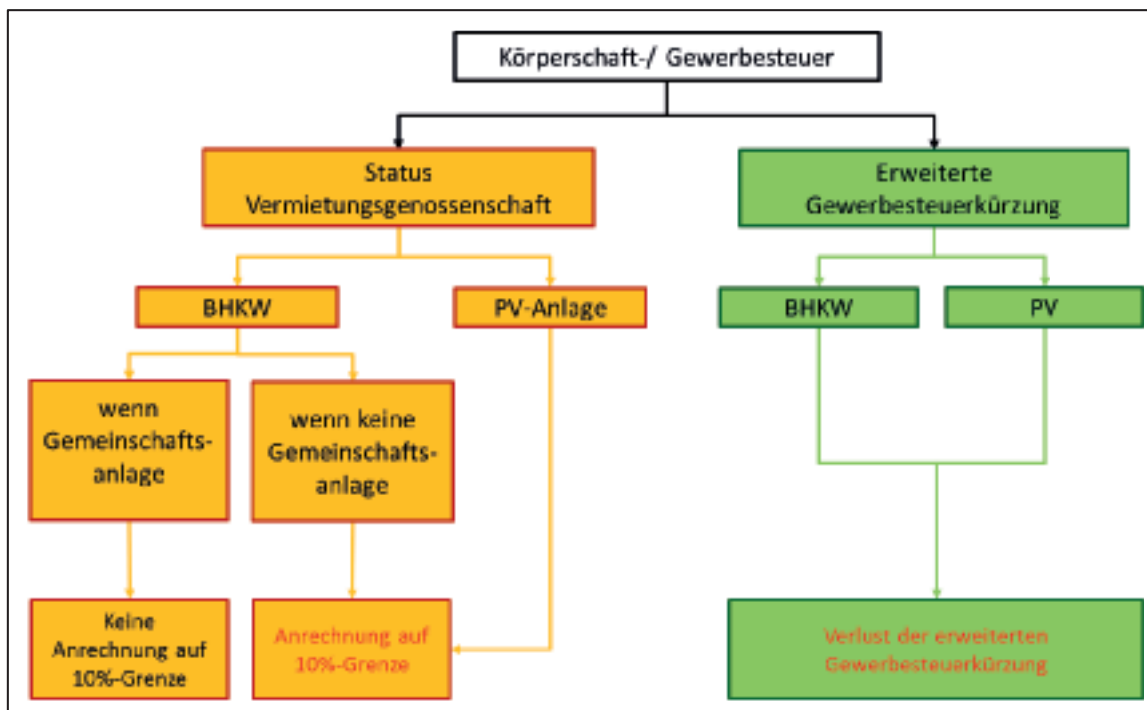 Körperschaft-/ Gewerbesteuer
Status
Vermietungsgenossenschaft
Erweiterte
Gewerbesteuerkürzung
BHKW
PV-Anlage
BHKW
PV
wenn
Gemeinschafts-
anlage
wenn keine
Gemeinschafts-
anlage
Keine
Anrechnung auf
10%-Grenze
Anrechnung auf
10%-Grenze
Verlust der erweiterten
Gewerbesteuerkürzung